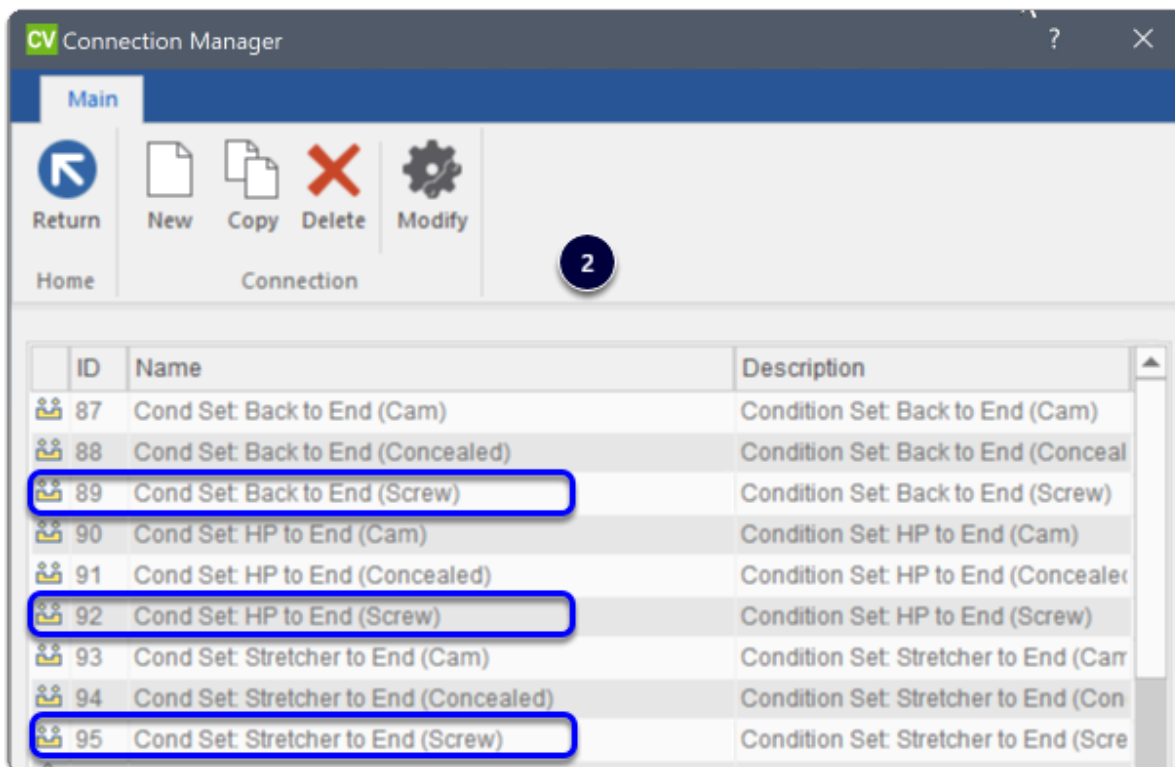 CV Connection Manager ?
Main
Return New Copy Delete Modify
Home Connection
2
ID Name Description
87 Cond Set: Back to End (Cam) Condition Set: Back to End (Cam)
88 Cond Set: Back to End (Concealed) Condition Set: Back to End (Conceal
89 Cond Set: Back to End (Screw) Condition Set: Back to End (Screw)
90 Cond Set: HP to End (Cam) Condition Set: HP to End (Cam)
91 Cond Set: HP to End (Concealed) Condition Set: HP to End (Concealed
92 Cond Set: HP to End (Screw) Condition Set: HP to End (Screw)
93 Cond Set: Stretcher to End (Cam) Condition Set: Stretcher to End (Cam
94 Cond Set: Stretcher to End (Concealed) Condition Set: Stretcher to End (Con
95 Cond Set: Stretcher to End (Screw) Condition Set: Stretcher to End (Scre